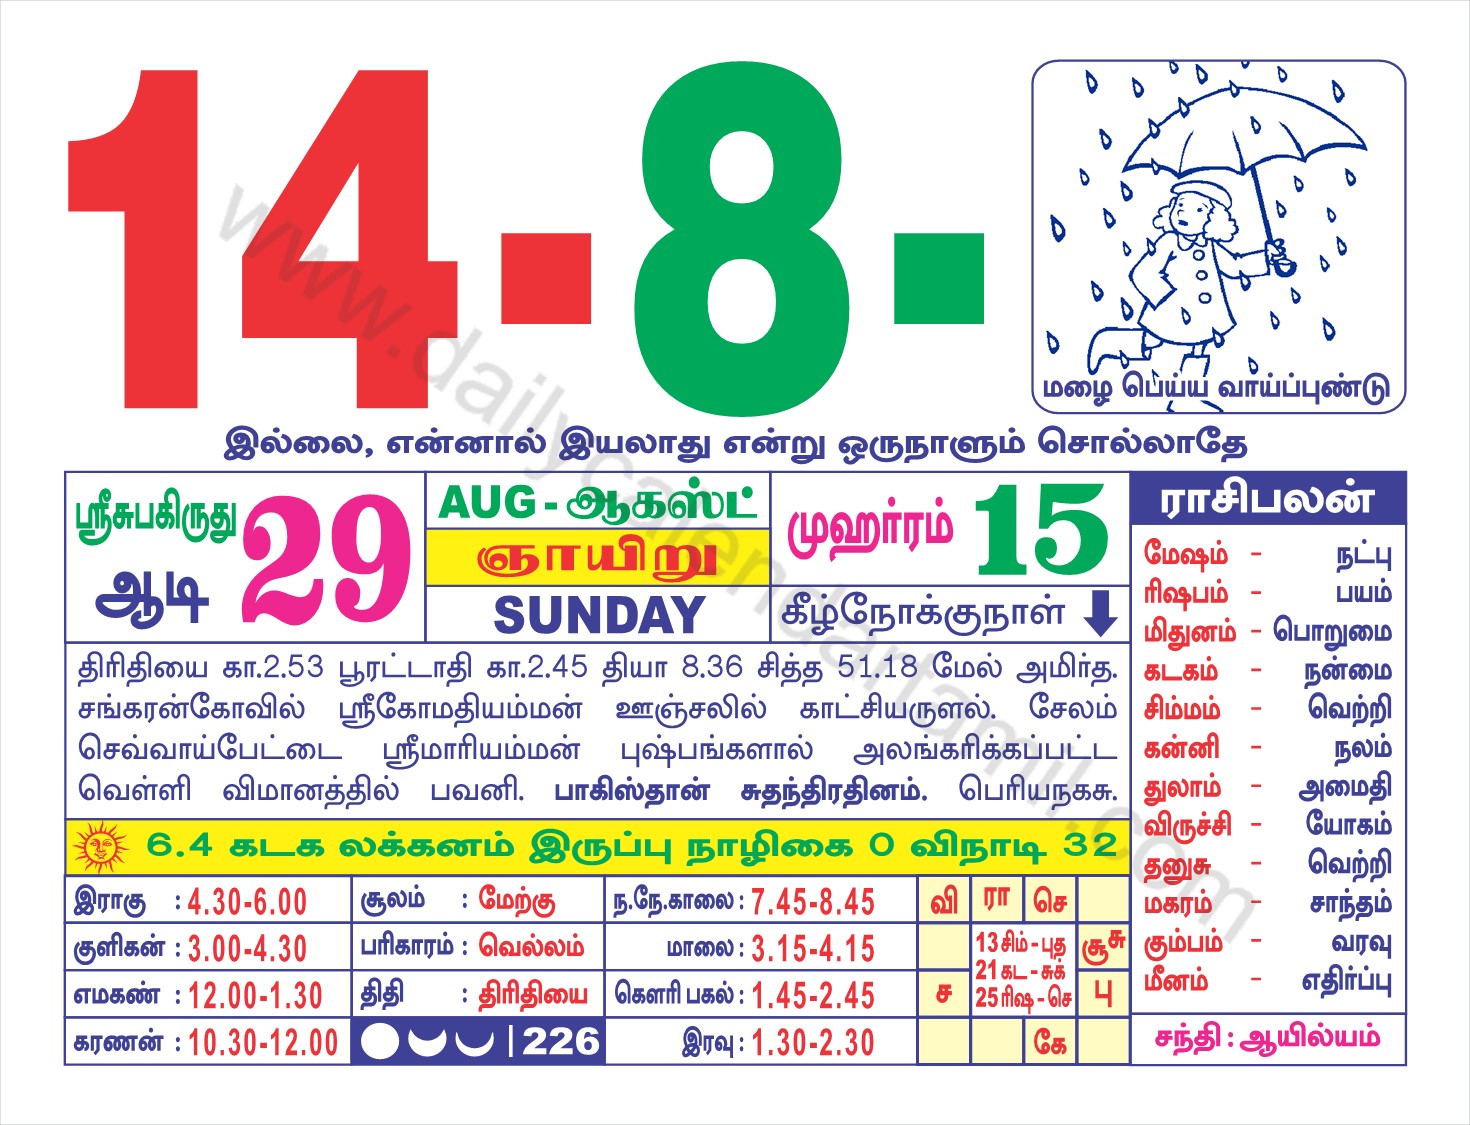 14-8-
மழை பெய்ய வாய்ப்புண்டு
இல்லை, என்னால் இயலாது என்று ஒருநாளும் சொல்லாதே
ஸ்ரீசுபகிருது
ஆடி 29
AUG - ஆகஸ்ட்
ஞாயிறு
SUNDAY
முஹர்ரம் 15
கீழ்நோக்குநாள்
திரிதியை கா.2.53 பூரட்டாதி கா.2.45 தியா 8.36 சித்த 51.18 மேல் அமிர்த.
சங்கரன்கோவில் ஸ்ரீகோமதியம்மன் ஊஞ்சலில் காட்சியருளல். சேலம்
செவ்வாய்பேட்டை ஸ்ரீமாரியம்மன் புஷ்பங்களால் அலங்கரிக்கப்பட்ட
வெள்ளி விமானத்தில் பவனி. பாகிஸ்தான் சுதந்திரதினம். பெரியநகசு.
6.4 கடக லக்கனம் இருப்பு நாழிகை 0 விநாடி 32
இராகு : 4.30-6.00
குளிகன் : 3.00-4.30
எமகண் : 12.00-1.30
கரணன் : 10.30-12.00
சூலம் : மேற்கு
பரிகாரம் : வெல்லம்
திதி : திரிதியை
226
ந.நே.காலை : 7.45-8.45
மாலை : 3.15-4.15
கௌரி பகல் : 1.45-2.45
இரவு : 1.30-2.30
வி ரா செ
13 சிம் - புத
21 கட - சுக்
25 ரிஷ - செ
சூசு
ச
பு
கே
ராசிபலன்
மேஷம் - நட்பு
ரிஷபம் - பயம்
மிதுனம் - பொறுமை
கடகம் - நன்மை
சிம்மம் - வெற்றி
கன்னி - நலம்
துலாம் - அமைதி
விருச்சி - யோகம்
தனுசு - வெற்றி
மகரம் - சாந்தம்
கும்பம் - வரவு
மீனம் - எதிர்ப்பு
சந்தி : ஆயில்யம்
www.dailycalendartamil.com